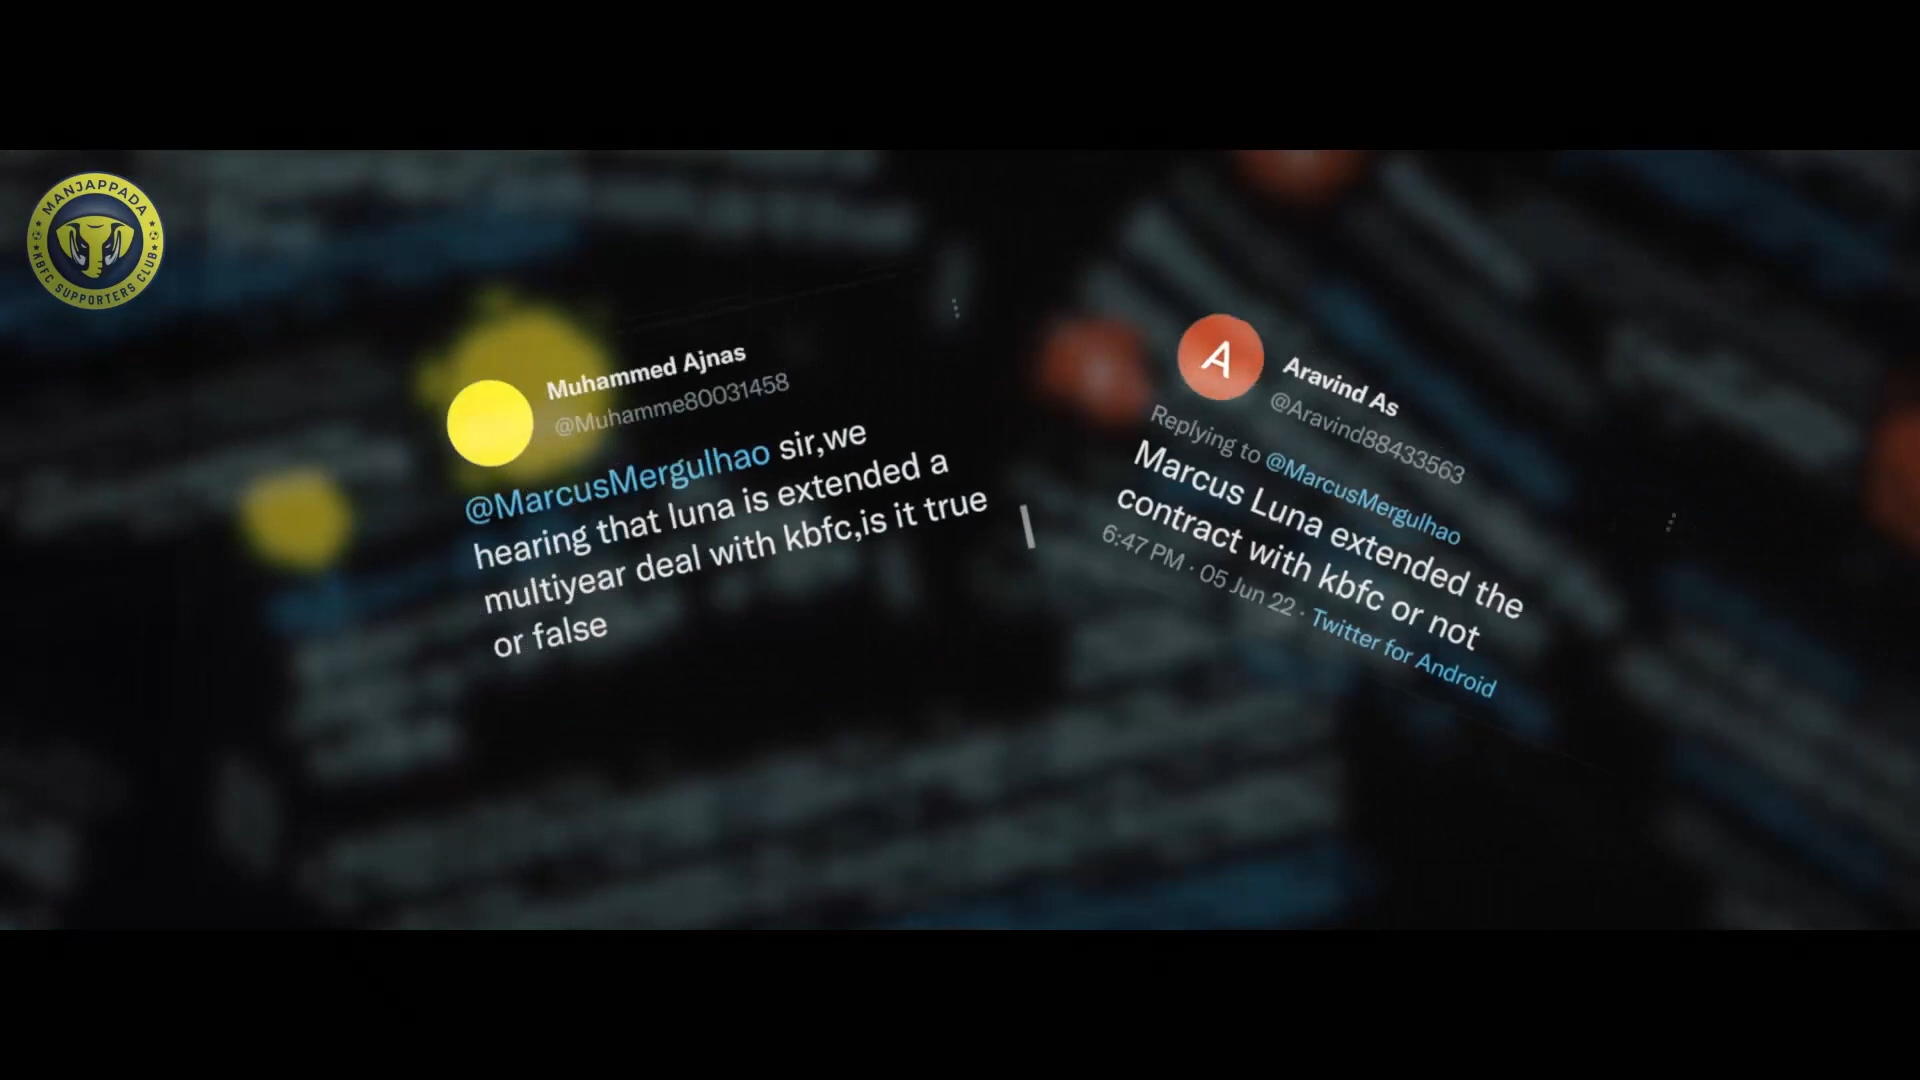 MANJAPPADA
KBFC SUPPORTERS CLUB
Muhammed Ajnas
@Muhamme80031458
@MarcusMergulhao sir,we
hearing that luna is extended a
multiyear deal with kbfc,is it true
or false
A
Aravind As
@Aravind88433563
Replying to @MarcusMergulhao
Marcus Luna extended the
contract with kbfc or not
6:47 PM · 05 Jun 22 · Twitter for Android